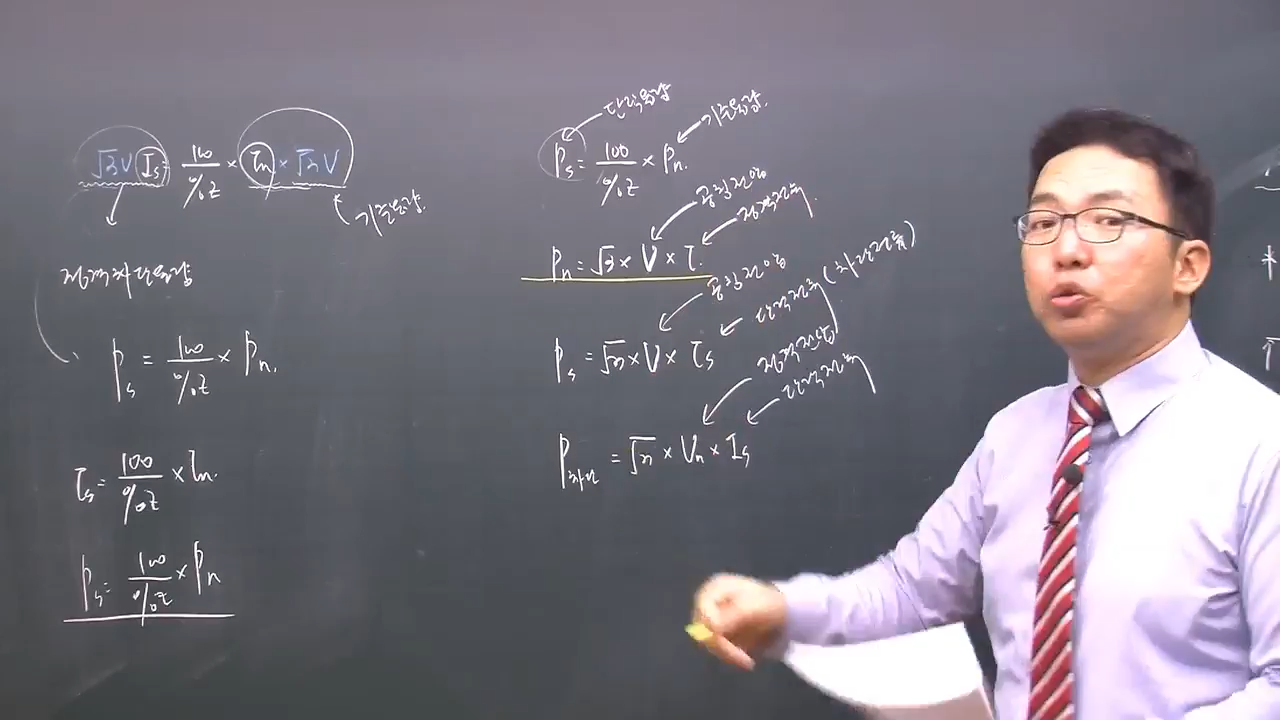 √3V Is = 100/%Z × In × √3V
기준용량
정격차단용량
Ps = 100/%Z × Pn.
Is = 100/%Z × In.
Ps = 100/%Z × Pn
단락용량
기준용량.
Ps = 100/%Z × Pn.
공칭전압
정격전류
Pn = √3 × V × I.
공칭전압
단락전류 (차단전류)
Ps = √3 × V × Is
정격전압
단락전류
P차단 = √3 × Vn × Is